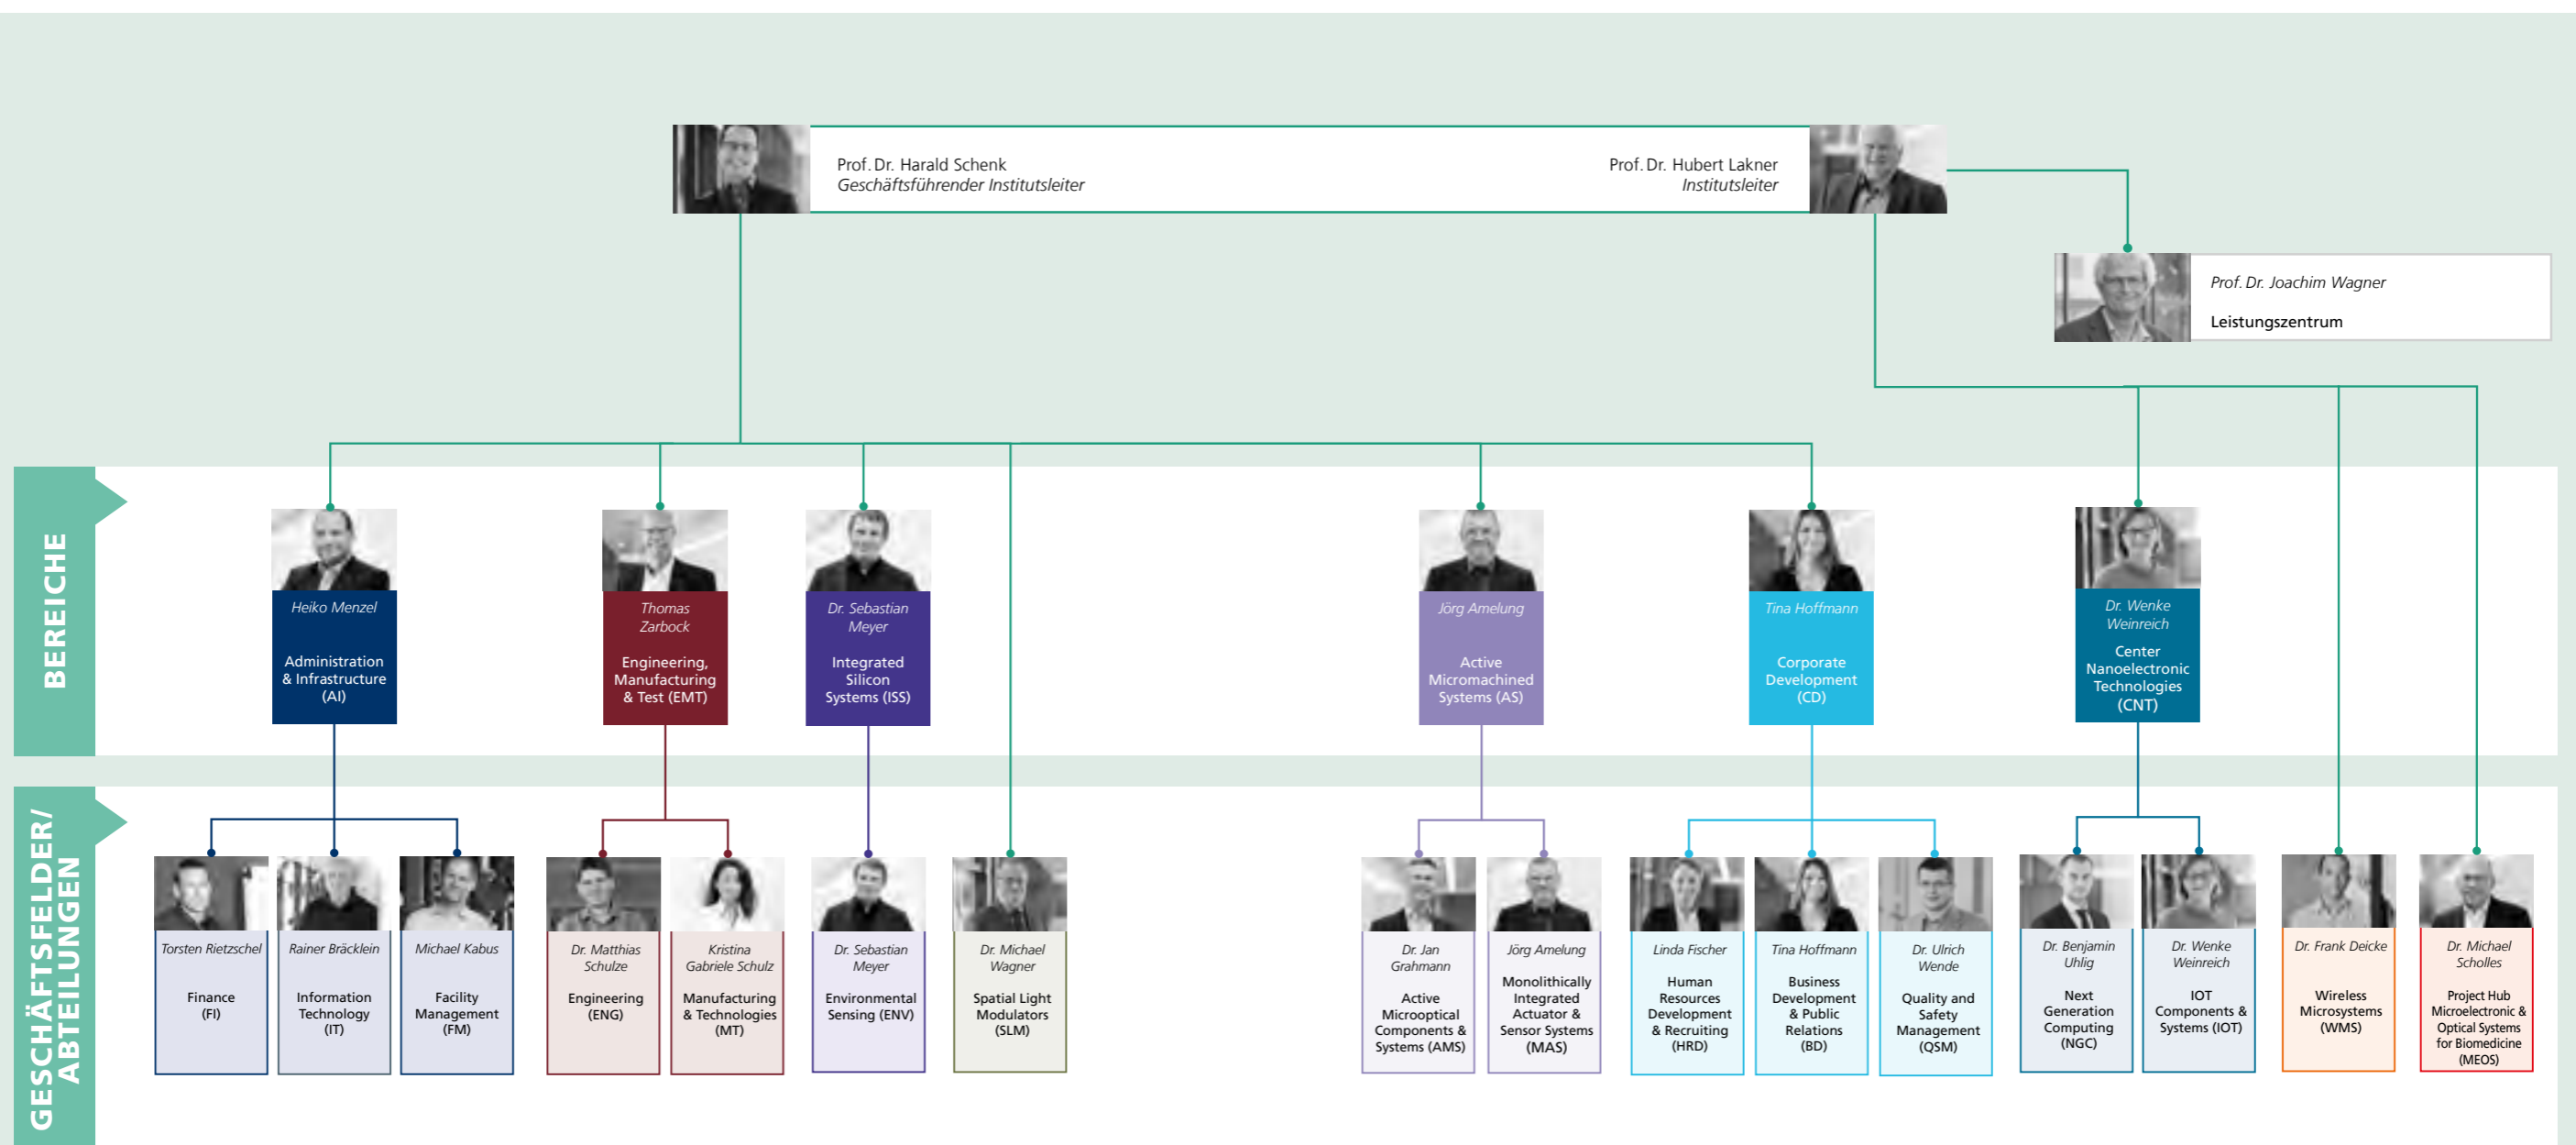 Prof. Dr. Harald Schenk
Geschäftsführender Institutsleiter
Prof. Dr. Hubert Lakner
Institutsleiter
Prof. Dr. Joachim Wagner
Leistungszentrum
BEREICHE
Heiko Menzel
Administration
& Infrastructure
(AI)
Thomas
Zarbock
Engineering,
Manufacturing
& Test (EMT)
Dr. Sebastian
Meyer
Integrated
Silicon
Systems (ISS)
Jörg Amelung
Active
Micromachined
Systems (AS)
Tina Hoffmann
Corporate
Development
(CD)
Dr. Wenke
Weinreich
Center
Nanoelectronic
Technologies
(CNT)
GESCHÄFTSFELDER/
ABTEILUNGEN
Torsten Rietzschel
Finance
(FI)
Rainer Bräcklein
Information
Technology
(IT)
Michael Kabus
Facility
Management
(FM)
Dr. Matthias
Schulze
Engineering
(ENG)
Kristina
Gabriele Schulz
Manufacturing
& Technologies
(MT)
Dr. Sebastian
Meyer
Environmental
Sensing (ENV)
Dr. Michael
Wagner
Spatial Light
Modulators
(SLM)
Dr. Jan
Grahmann
Active
Microoptical
Components &
Systems (AMS)
Jörg Amelung
Monolithically
Integrated
Actuator &
Sensor Systems
(MAS)
Linda Fischer
Human
Resources
Development
& Recruiting
(HRD)
Tina Hoffmann
Business
Development
& Public
Relations
(BD)
Dr. Ulrich
Wende
Quality and
Safety
Management
(QSM)
Dr. Benjamin
Uhlig
Next
Generation
Computing
(NGC)
Dr. Wenke
Weinreich
IOT
Components &
Systems (IOT)
Dr. Frank Deicke
Wireless
Microsystems
(WMS)
Dr. Michael
Scholles
Project Hub
Microelectronic &
Optical Systems
for Biomedicine
(MEOS)